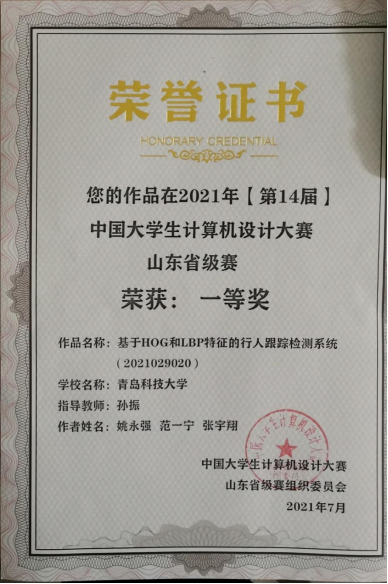 荣誉证书
HONORARY CREDENTIAL
您的作品在2021年【第14届】
中国大学生计算机设计大赛
山东省级赛
荣获： 一等奖
作品名称：基于HOG和LBP特征的行人跟踪检测系统
（2021029020）
学校名称：青岛科技大学
指导教师：孙振
作者姓名：姚永强 范一宁 张宇翔
中国大学生计算机设计大赛
山东省级赛组织委员会
2021年7月